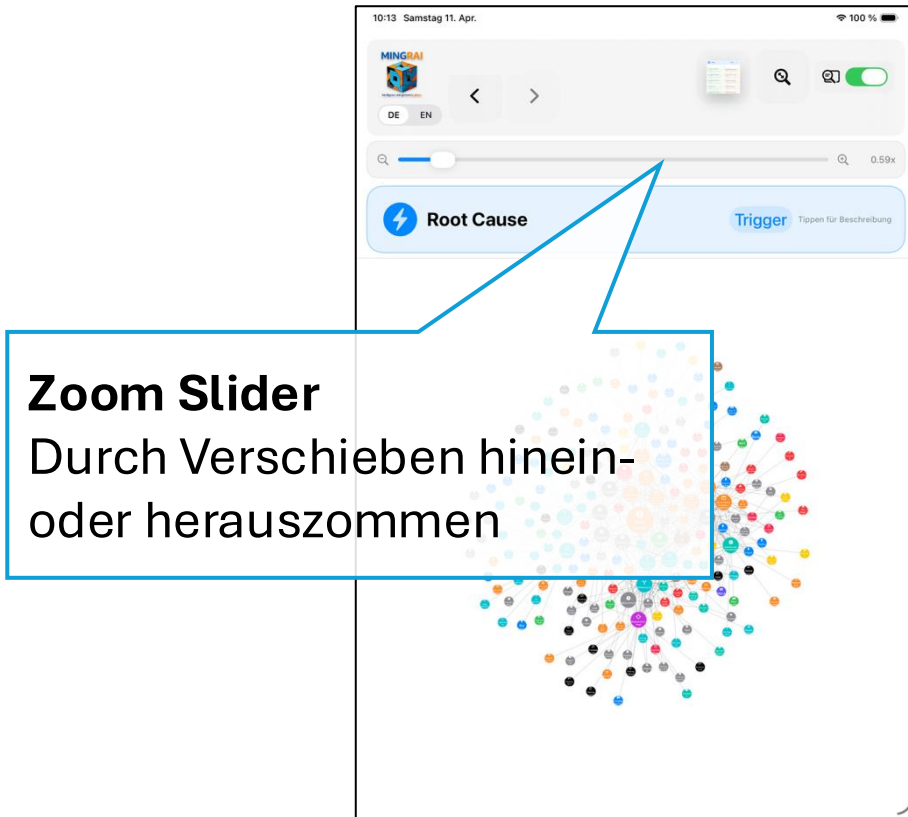 10:13 Samstag 11. Apr.
100 %
MINGRAI
DE EN
0.59x
Root Cause
Trigger
Tippen für Beschreibung
Zoom Slider
Durch Verschieben hinein-
oder herauszommen